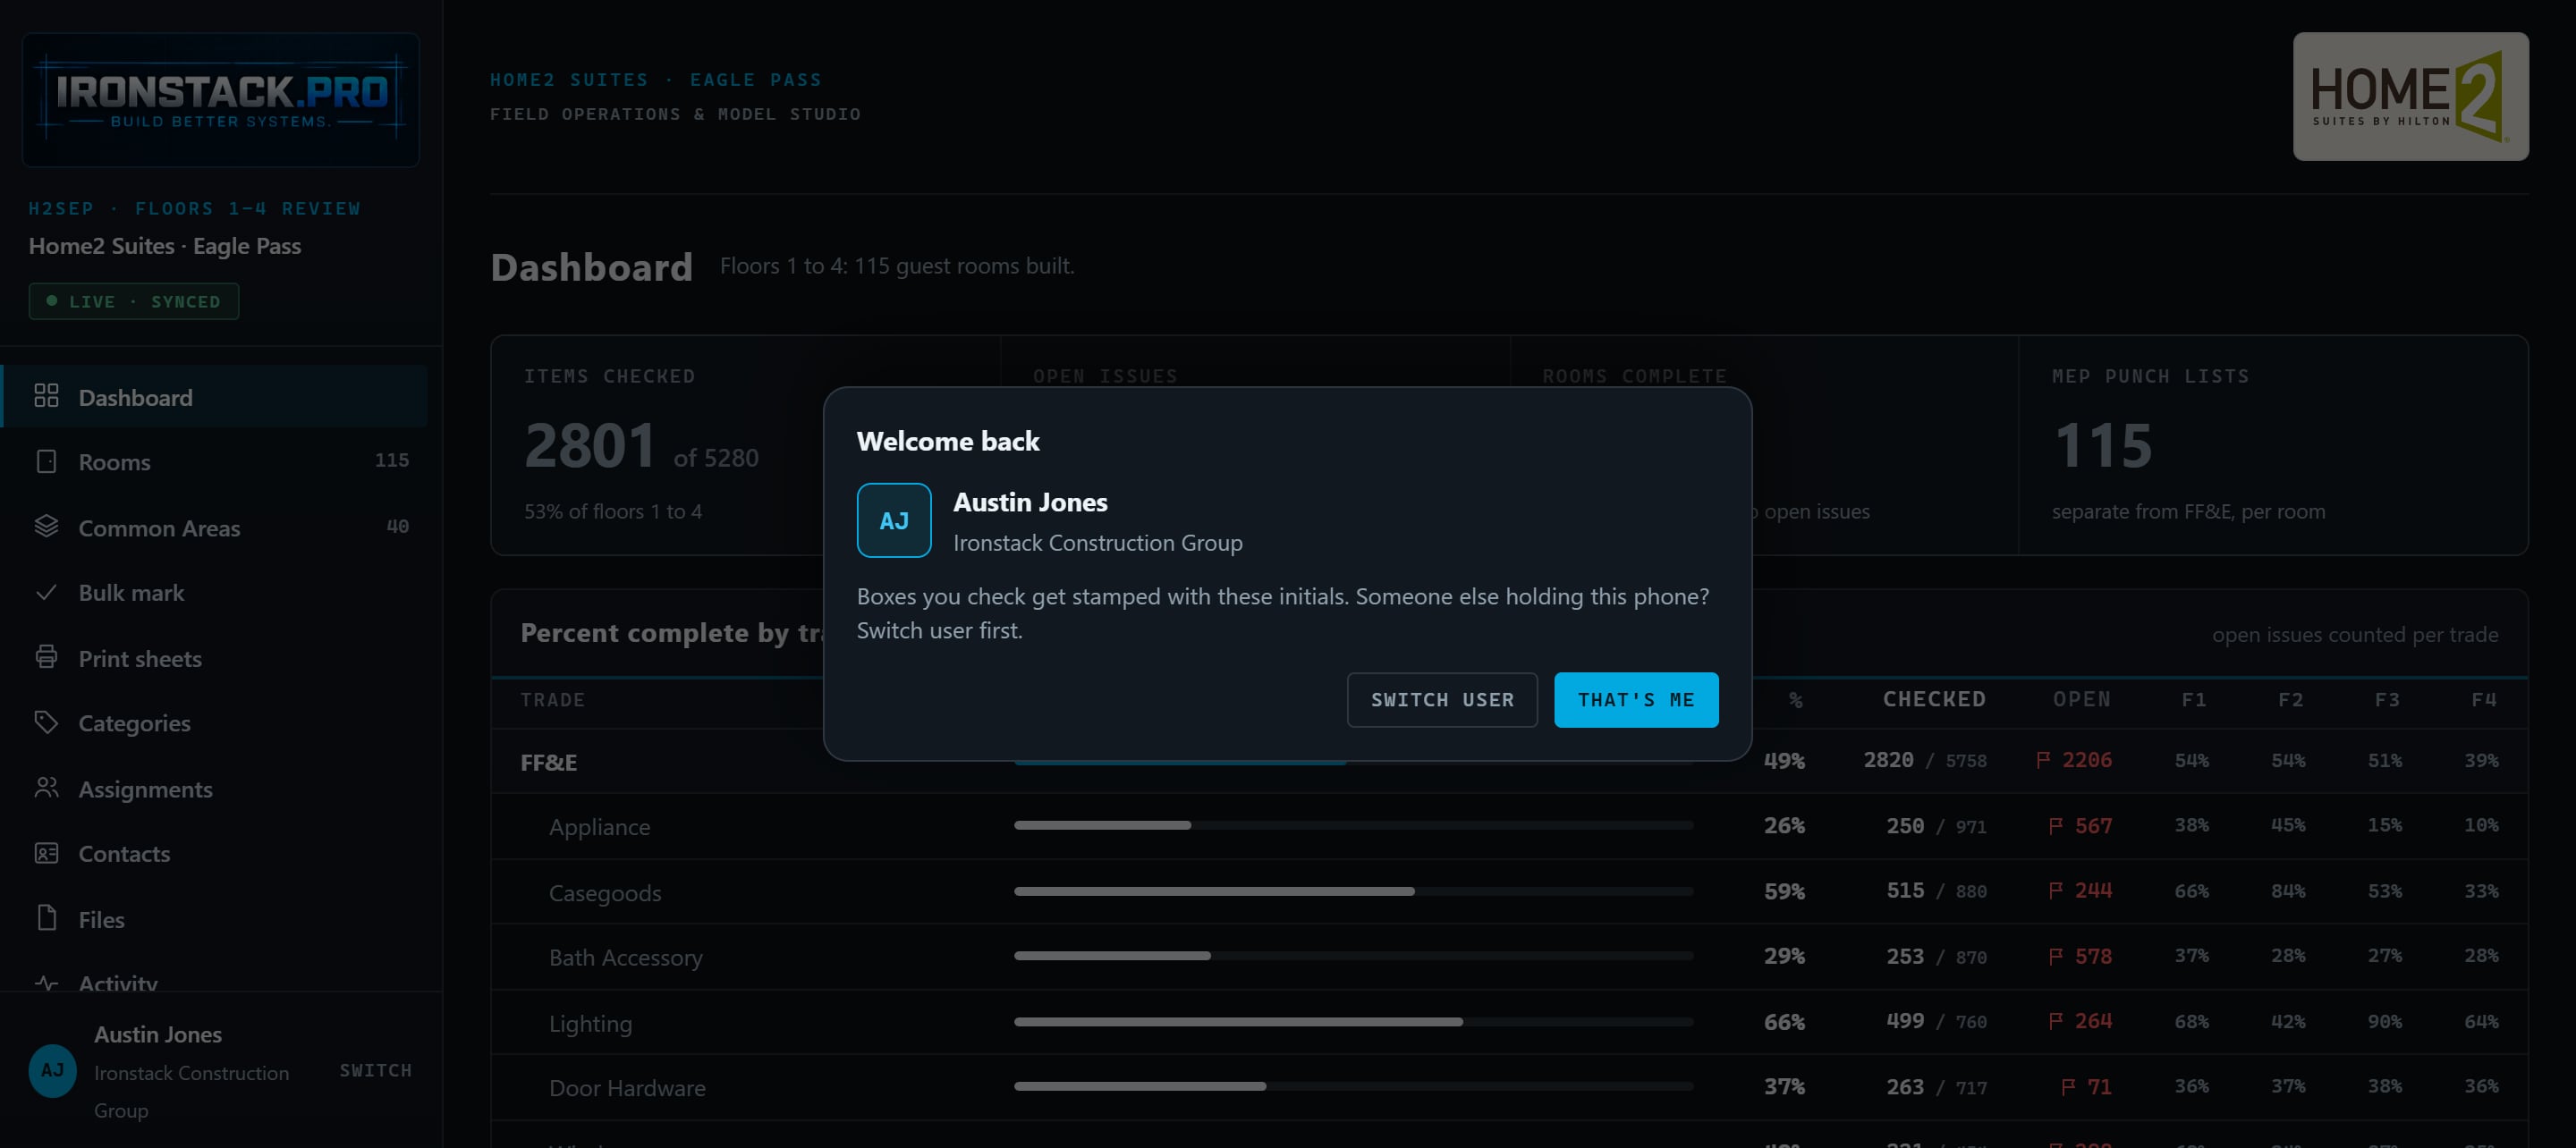 IRONSTACK.PRO
BUILD BETTER SYSTEMS.
H2SEP · FLOORS 1–4 REVIEW
Home2 Suites · Eagle Pass
LIVE · SYNCED
Dashboard
Rooms 115
Common Areas 40
Bulk mark
Print sheets
Categories
Assignments
Contacts
Files
Activity
AJ
Austin Jones
Ironstack Construction
Group
SWITCH
HOME2 SUITES · EAGLE PASS
FIELD OPERATIONS & MODEL STUDIO
HOME2
SUITES BY HILTON
Dashboard Floors 1 to 4: 115 guest rooms built.
ITEMS CHECKED
2801 of 5280
53% of floors 1 to 4
OPEN ISSUES
ROOMS COMPLETE
open issues
MEP PUNCH LISTS
115
separate from FF&E, per room
Welcome back
AJ
Austin Jones
Ironstack Construction Group
Boxes you check get stamped with these initials. Someone else holding this phone?
Switch user first.
SWITCH USER THAT'S ME
Percent complete by
open issues counted per trade
TRADE % CHECKED OPEN F1 F2 F3 F4
FF&E 49% 2820 / 5758 2206 54% 54% 51% 39%
Appliance 26% 250 / 971 567 38% 45% 15% 10%
Casegoods 59% 515 / 880 244 66% 84% 53% 33%
Bath Accessory 29% 253 / 870 578 37% 28% 27% 28%
Lighting 66% 499 / 760 264 68% 42% 90% 64%
Door Hardware 37% 263 / 717 71 36% 37% 38% 36%